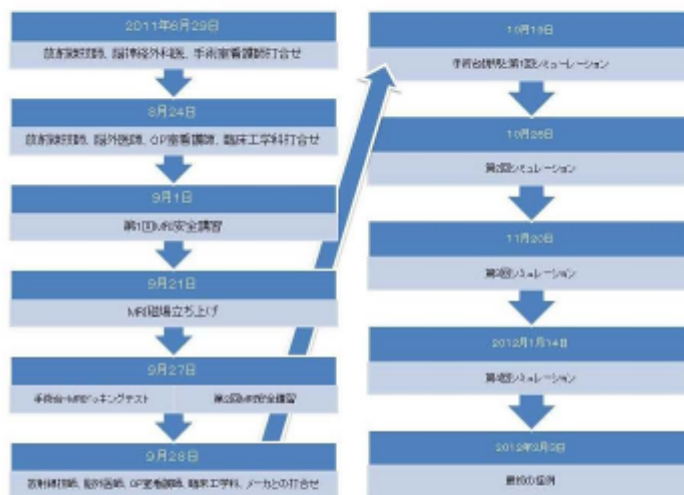 2011年6月29日
放射線技師、脳神経外科医、手術室看護師打合せ
8月24日
放射線技師、脳外医師、OP室看護師、臨床工学科打合せ
9月1日
第1回MRI安全講習
9月21日
MRI磁場立ち上げ
9月27日
手術台-MRIドッキングテスト
第2回MRI安全講習
9月28日
放射線技師、脳外医師、OP室看護師、臨床工学科、メーカとの打合せ
10月19日
手術台説明と第1回シミュレーション
10月26日
第2回シミュレーション
11月20日
第3回シミュレーション
2012年1月14日
第4回シミュレーション
最初の症例